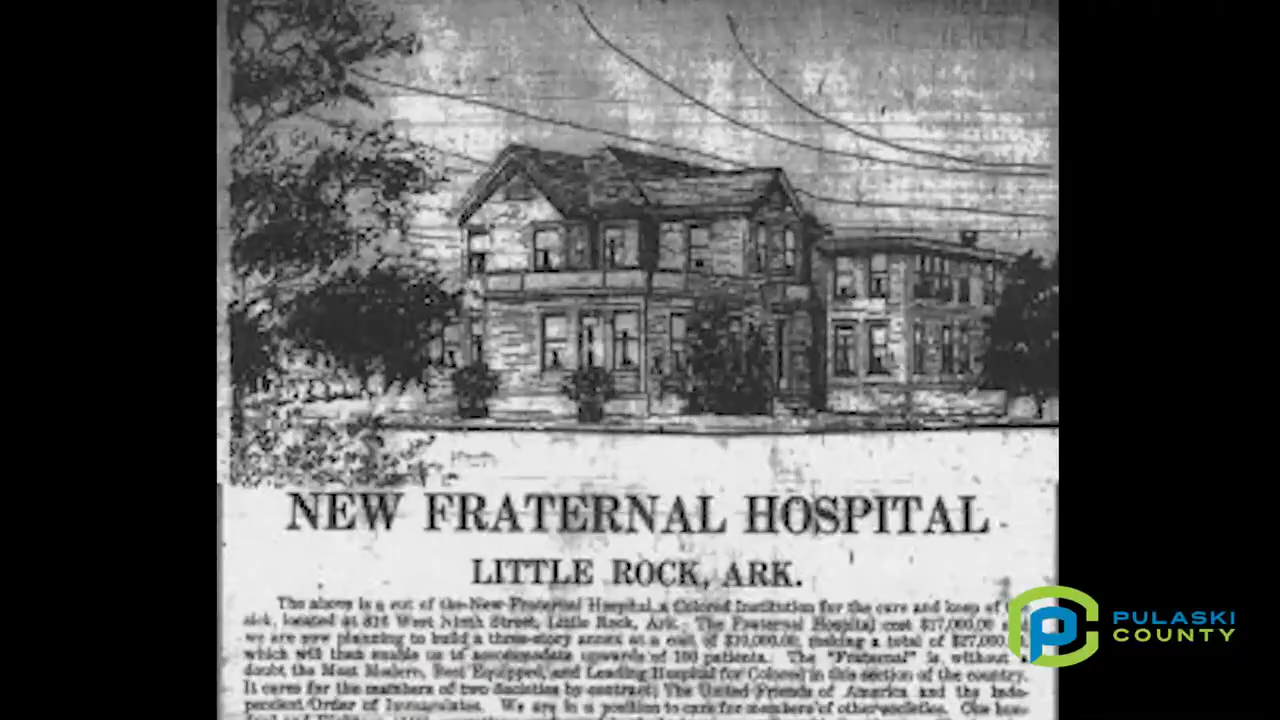 NEW FRATERNAL HOSPITAL
LITTLE ROCK, ARK.
The above is a cut of the New Fraternal Hospital, a Colored Institution for the care and keep of
sick, located at 816 West Ninth Street, Little Rock, Ark. The Fraternal Hospital cost $17,000.00
we are now planning to build a three-story annex at a cost of $10,000.00, making a total of $27,000.
which will then enable us to accomodate upwards of 100 patients. The "Fraternal" is, without a
doubt, the Most Modern, Best Equipped, and Leading Hospital for Colored in this section of the country.
It cares for the members of two Societies by contract; The United Friends of America and the Inde-
pendent Order of Immaculates. We are in a position to care for members of other societies. One hun-
PULASKI
COUNTY